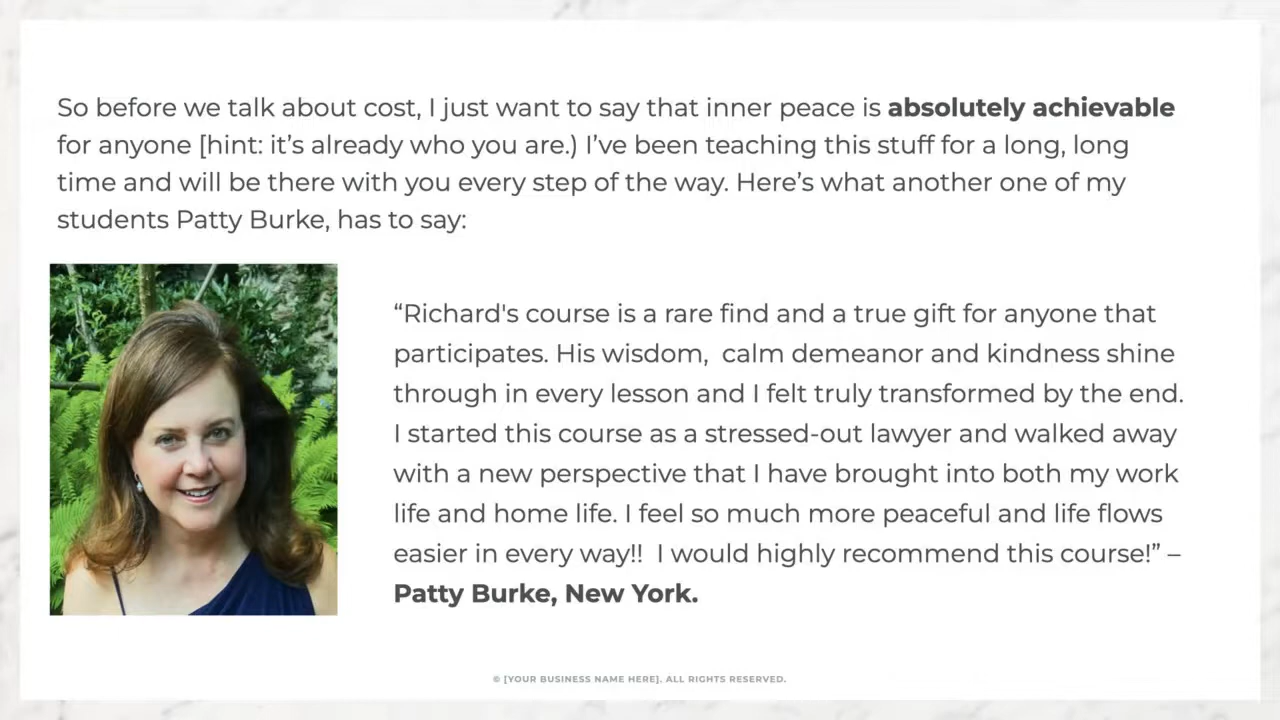 So before we talk about cost, I just want to say that inner peace is absolutely achievable
for anyone [hint: it’s already who you are.) I’ve been teaching this stuff for a long, long
time and will be there with you every step of the way. Here’s what another one of my
students Patty Burke, has to say:
“Richard's course is a rare find and a true gift for anyone that
participates. His wisdom,  calm demeanor and kindness shine
through in every lesson and I felt truly transformed by the end.
I started this course as a stressed-out lawyer and walked away
with a new perspective that I have brought into both my work
life and home life. I feel so much more peaceful and life flows
easier in every way!!  I would highly recommend this course!” –
Patty Burke, New York.
© [YOUR BUSINESS NAME HERE]. ALL RIGHTS RESERVED.